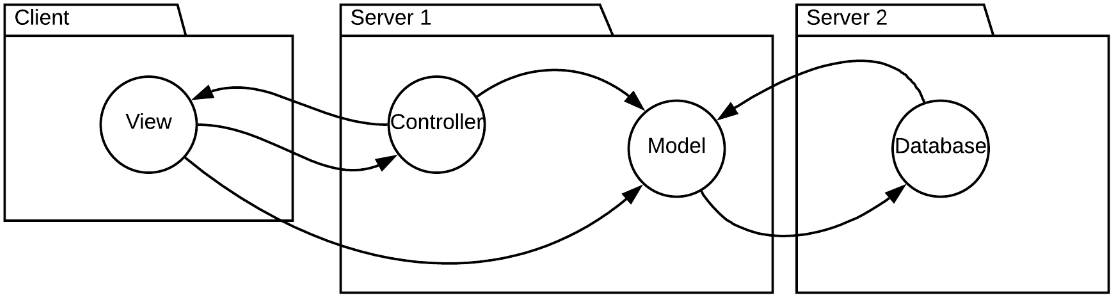 Client
Server 1
Server 2
View
Controller
Model
Database